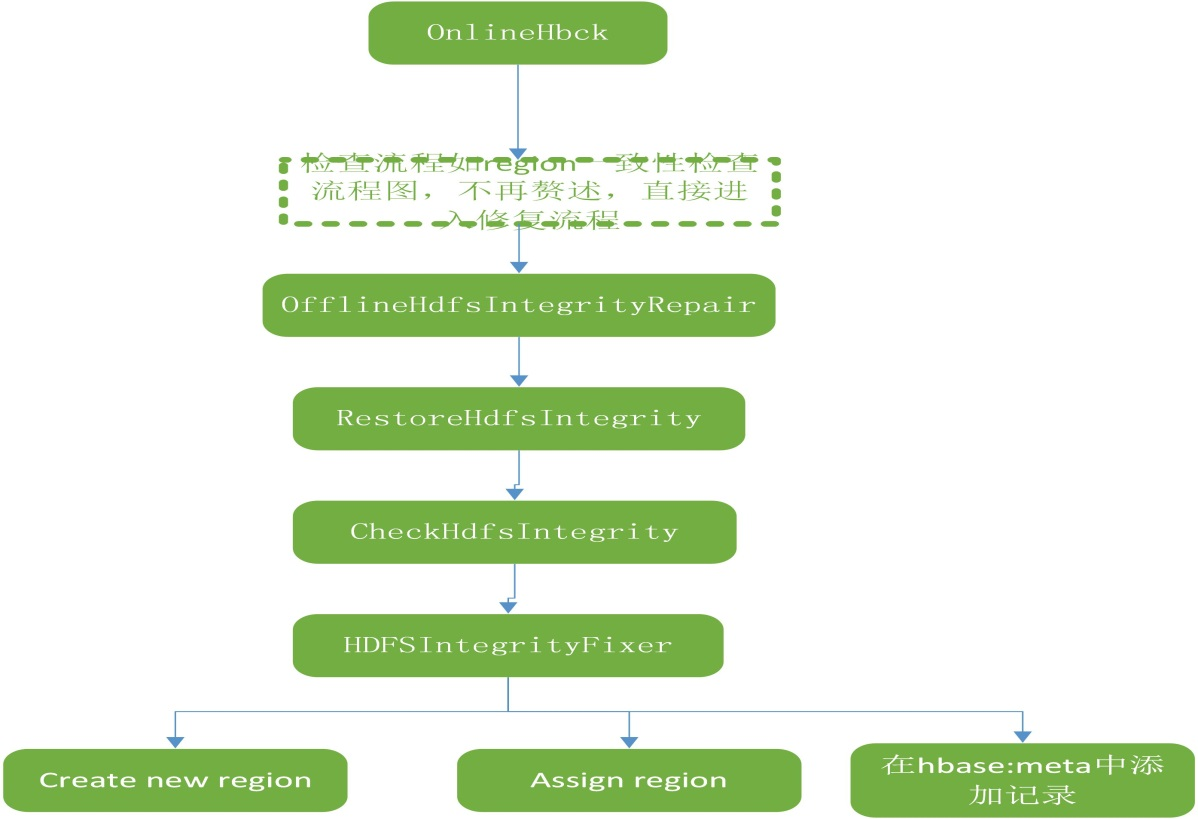 OnlineHbck
检查流程如region一致性检查
流程图，不再赘述，直接进
入修复流程
OfflineHdfsIntegrityRepair
RestoreHdfsIntegrity
CheckHdfsIntegrity
HDFSIntegrityFixer
Create new region
Assign region
在hbase:meta中添
加记录